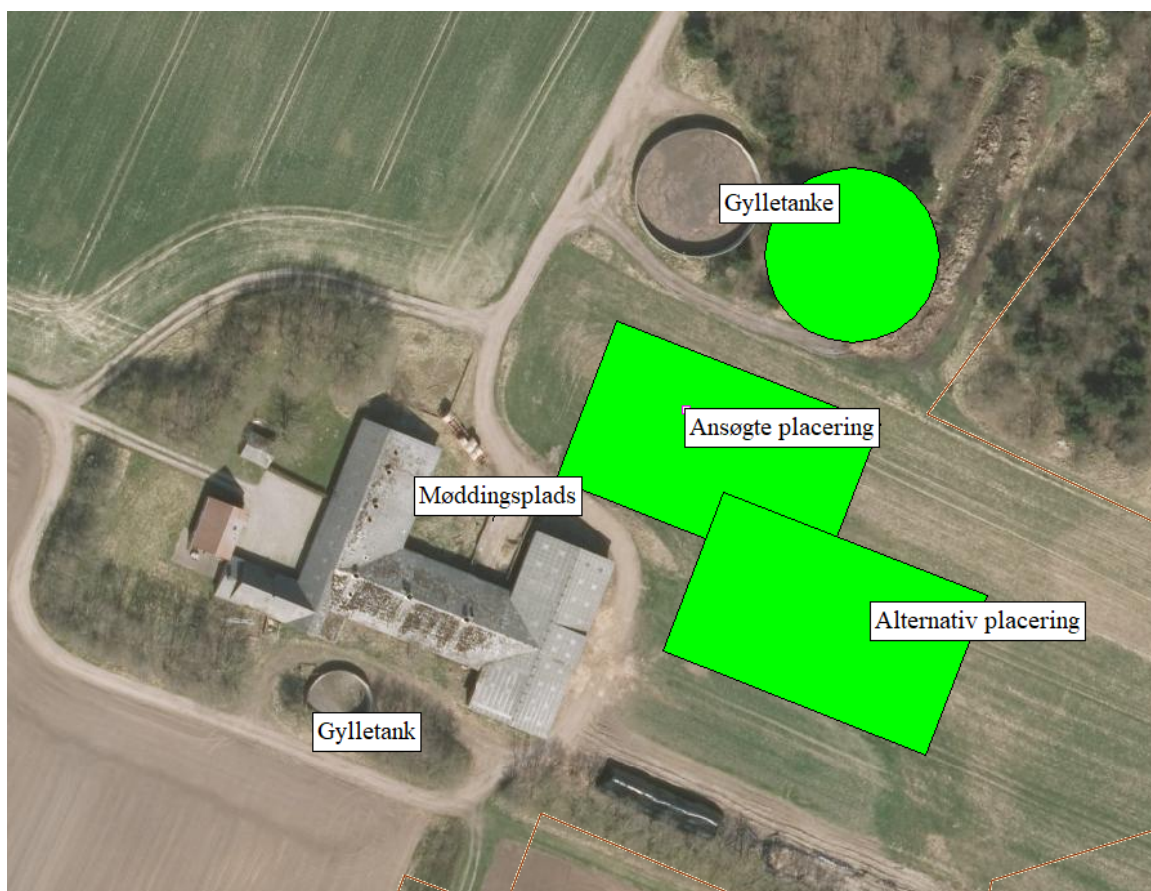 Gylletanke
Ansøgte placering
Møddingsplads
Alternativ placering
Gylletank